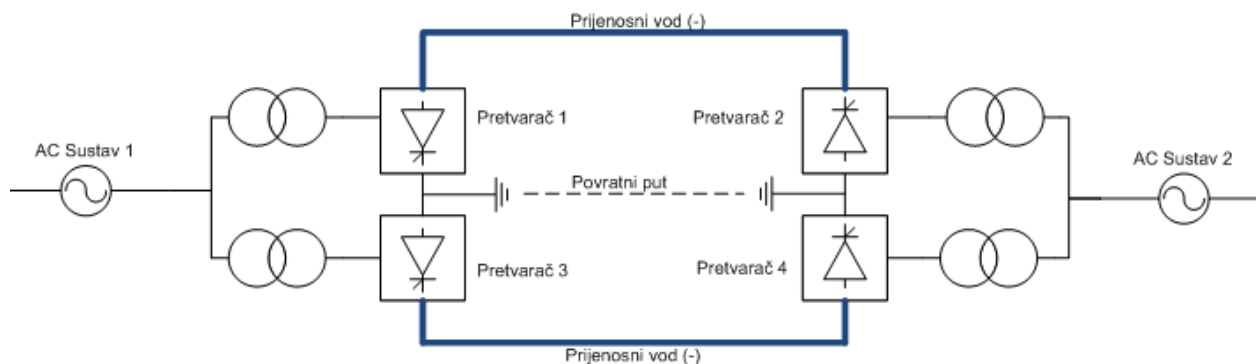 Prijenosni vod (-)
Pretvarač 1
Pretvarač 2
AC Sustav 1
AC Sustav 2
Povratni put
Pretvarač 3
Pretvarač 4
Prijenosni vod (-)